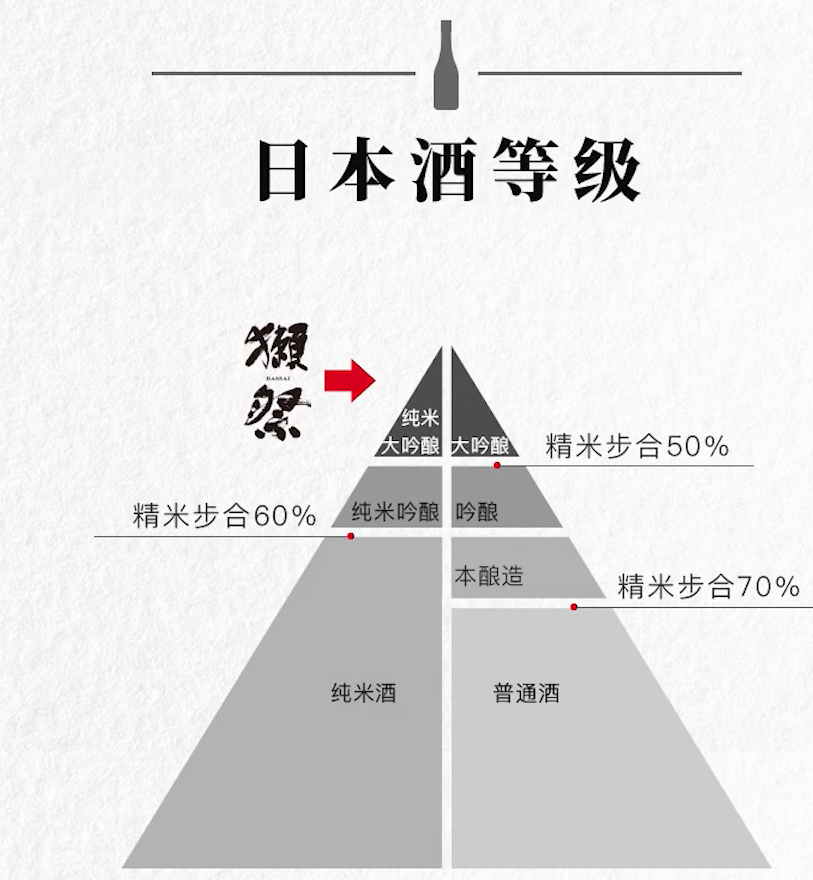 日本酒等级
獺
DASSAI
祭
纯米
大吟酿
大吟酿
精米步合50%
精米步合60%
纯米吟酿
吟酿
本酿造
精米步合70%
纯米酒
普通酒